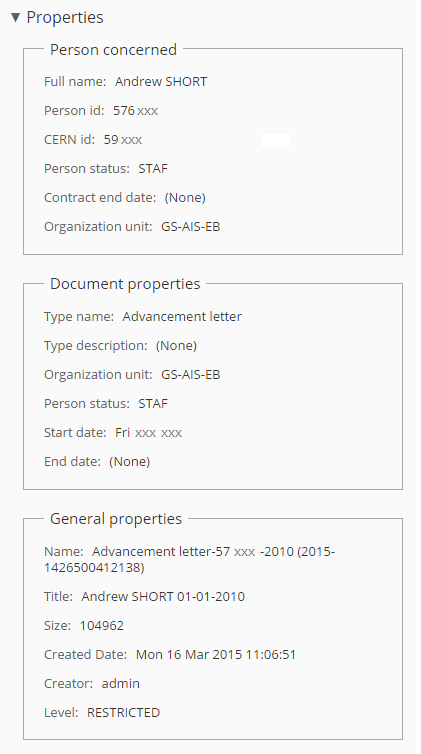 ▼ Properties
Person concerned
Full name: Andrew SHORT
Person id: 576 xxx
CERN id: 59 xxx
Person status: STAF
Contract end date: (None)
Organization unit: GS-AIS-EB
Document properties
Type name: Advancement letter
Type description: (None)
Organization unit: GS-AIS-EB
Person status: STAF
Start date: Fri xxx xxx
End date: (None)
General properties
Name: Advancement letter-57 xxx -2010 (2015-
1426500412138)
Title: Andrew SHORT 01-01-2010
Size: 104962
Created Date: Mon 16 Mar 2015 11:06:51
Creator: admin
Level: RESTRICTED